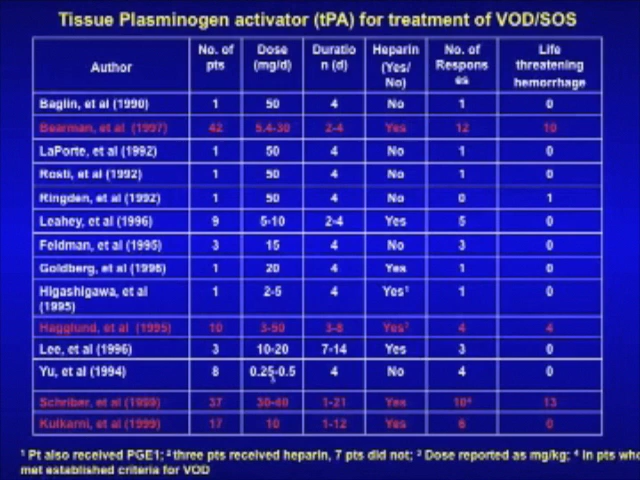 Tissue Plasminogen activator (tPA) for treatment of VOD/SOS
Author No. of pts Dose (mg/d) Duratio n (d) Heparin (Yes/ No) No. of Respons es Life threatening hemorrhage
Baglin, et al (1990) 1 50 4 No 1 0
Bearman, et al (1997) 42 5.4-30 2-4 Yes 12 10
LaPorte, et al (1992) 1 50 4 No 1 0
Rosti, et al (1992) 1 50 4 No 1 0
Ringden, et al (1992) 1 50 4 No 0 1
Leahey, et al (1996) 9 5-10 2-4 Yes 5 0
Feldman, et al (1995) 3 15 4 No 3 0
Goldberg, et al (1996) 1 20 4 Yes 1 0
Higashigawa, et al (1995) 1 2-5 4 Yes¹ 1 0
Hagglund, et al (1995) 10 3-50 3-8 Yes² 4 4
Lee, et al (1996) 3 10-20 7-14 Yes 3 0
Yu, et al (1994) 8 0.25-0.5 ³ 4 No 4 0
Schriber, et al (1999) 37 30-40 1-21 Yes 10⁴ 13
Kulkarni, et al (1999) 17 10 1-12 Yes 6 0
¹ Pt also received PGE1; ² three pts received heparin, 7 pts did not; ³ Dose reported as mg/kg; ⁴ in pts who
met established criteria for VOD